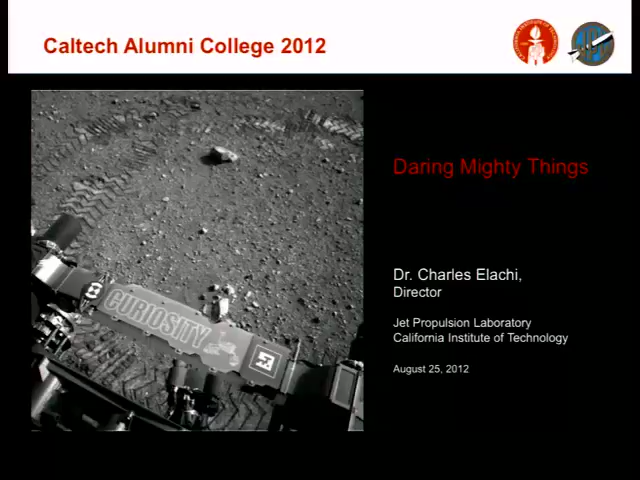 Caltech Alumni College 2012
Daring Mighty Things
Dr. Charles Elachi,
Director
Jet Propulsion Laboratory
California Institute of Technology
August 25, 2012
CURIOSITY